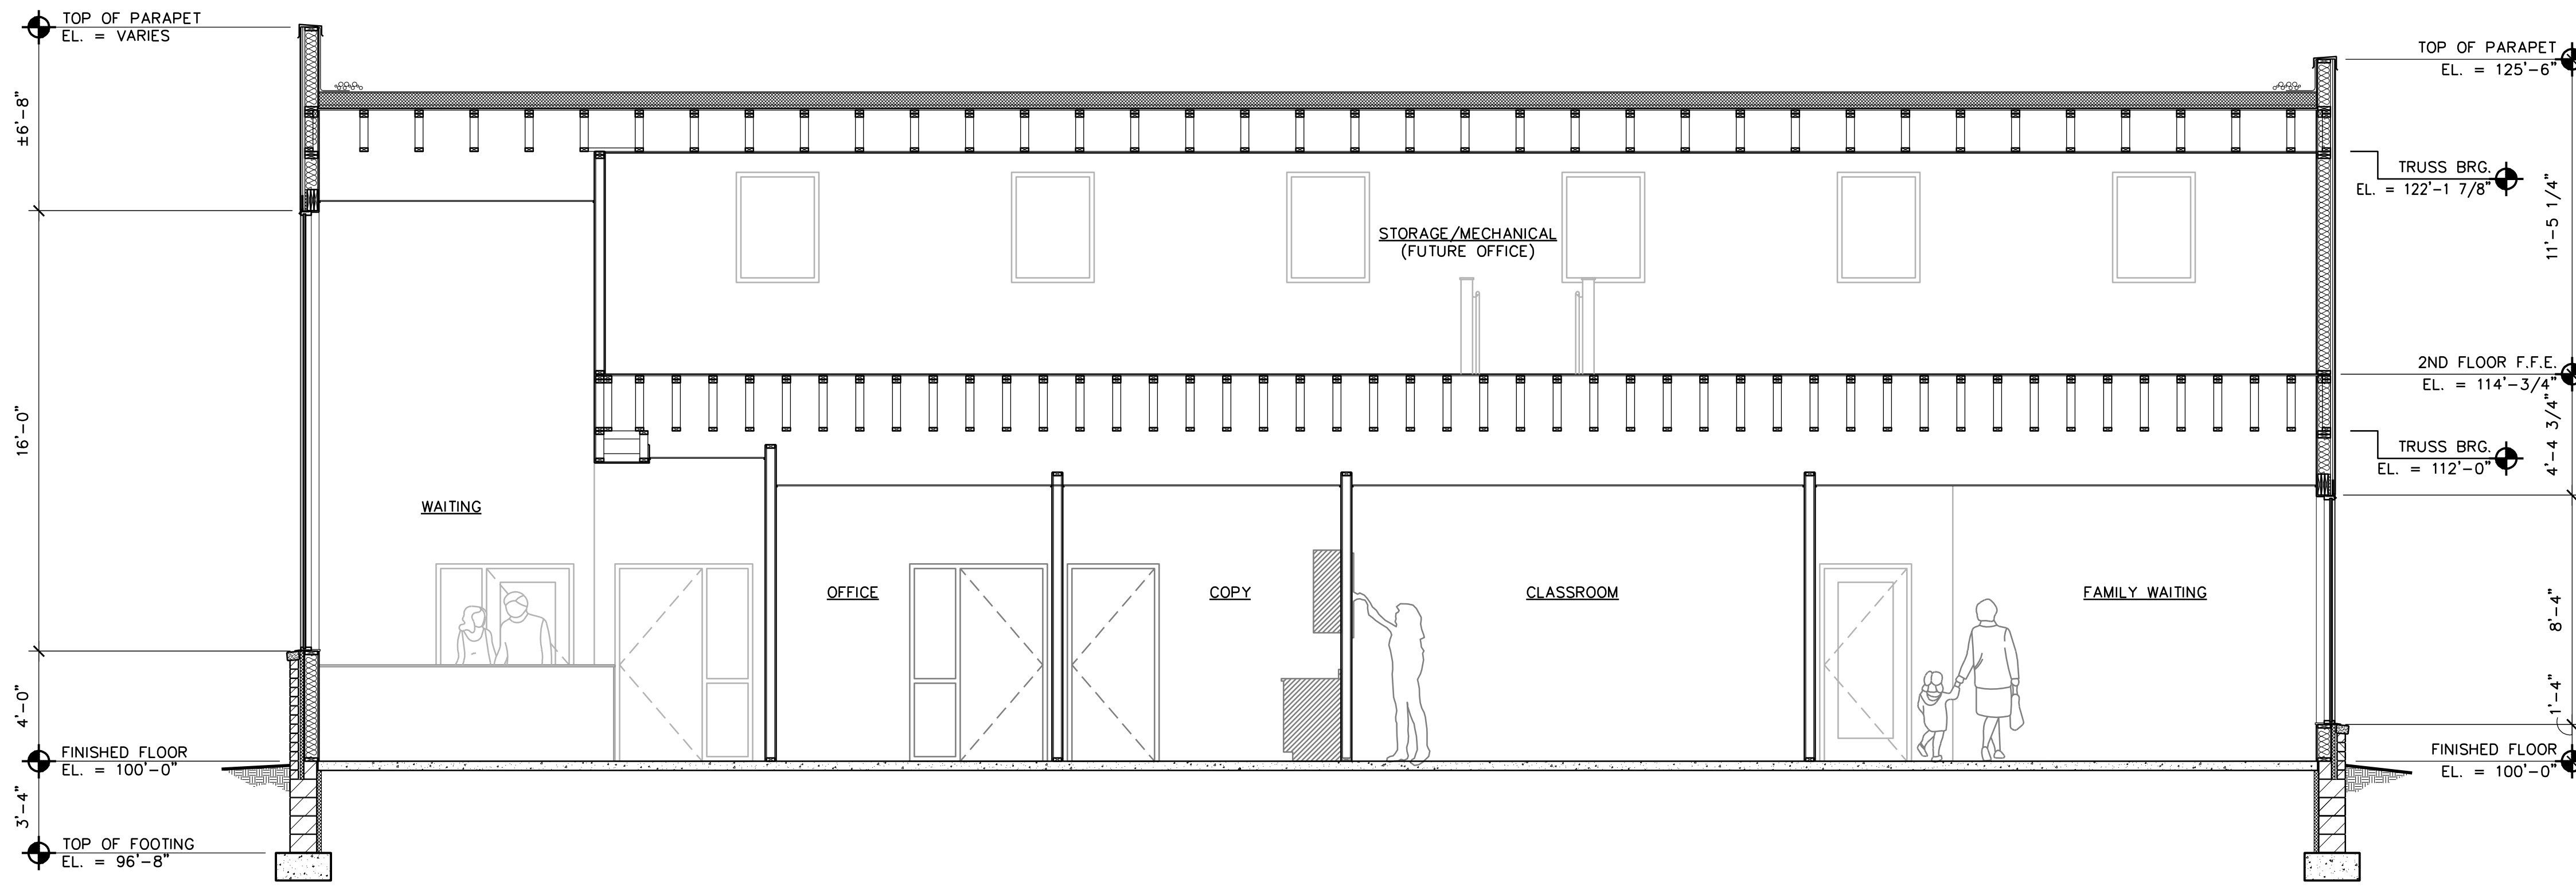 TOP OF PARAPET
EL. = VARIES
±6'-8"
16'-0"
4'-0"
FINISHED FLOOR
EL. = 100'-0"
3'-4"
TOP OF FOOTING
EL. = 96'-8"
STORAGE/MECHANICAL
(FUTURE OFFICE)
WAITING
OFFICE
COPY
CLASSROOM
FAMILY WAITING
TOP OF PARAPET
EL. = 125'-6"
TRUSS BRG.
EL. = 122'-1 7/8"
11'-5 1/4"
2ND FLOOR F.F.E.
EL. = 114'-3/4"
4'-4 3/4"
TRUSS BRG.
EL. = 112'-0"
8'-4"
1'-4"
FINISHED FLOOR
EL. = 100'-0"